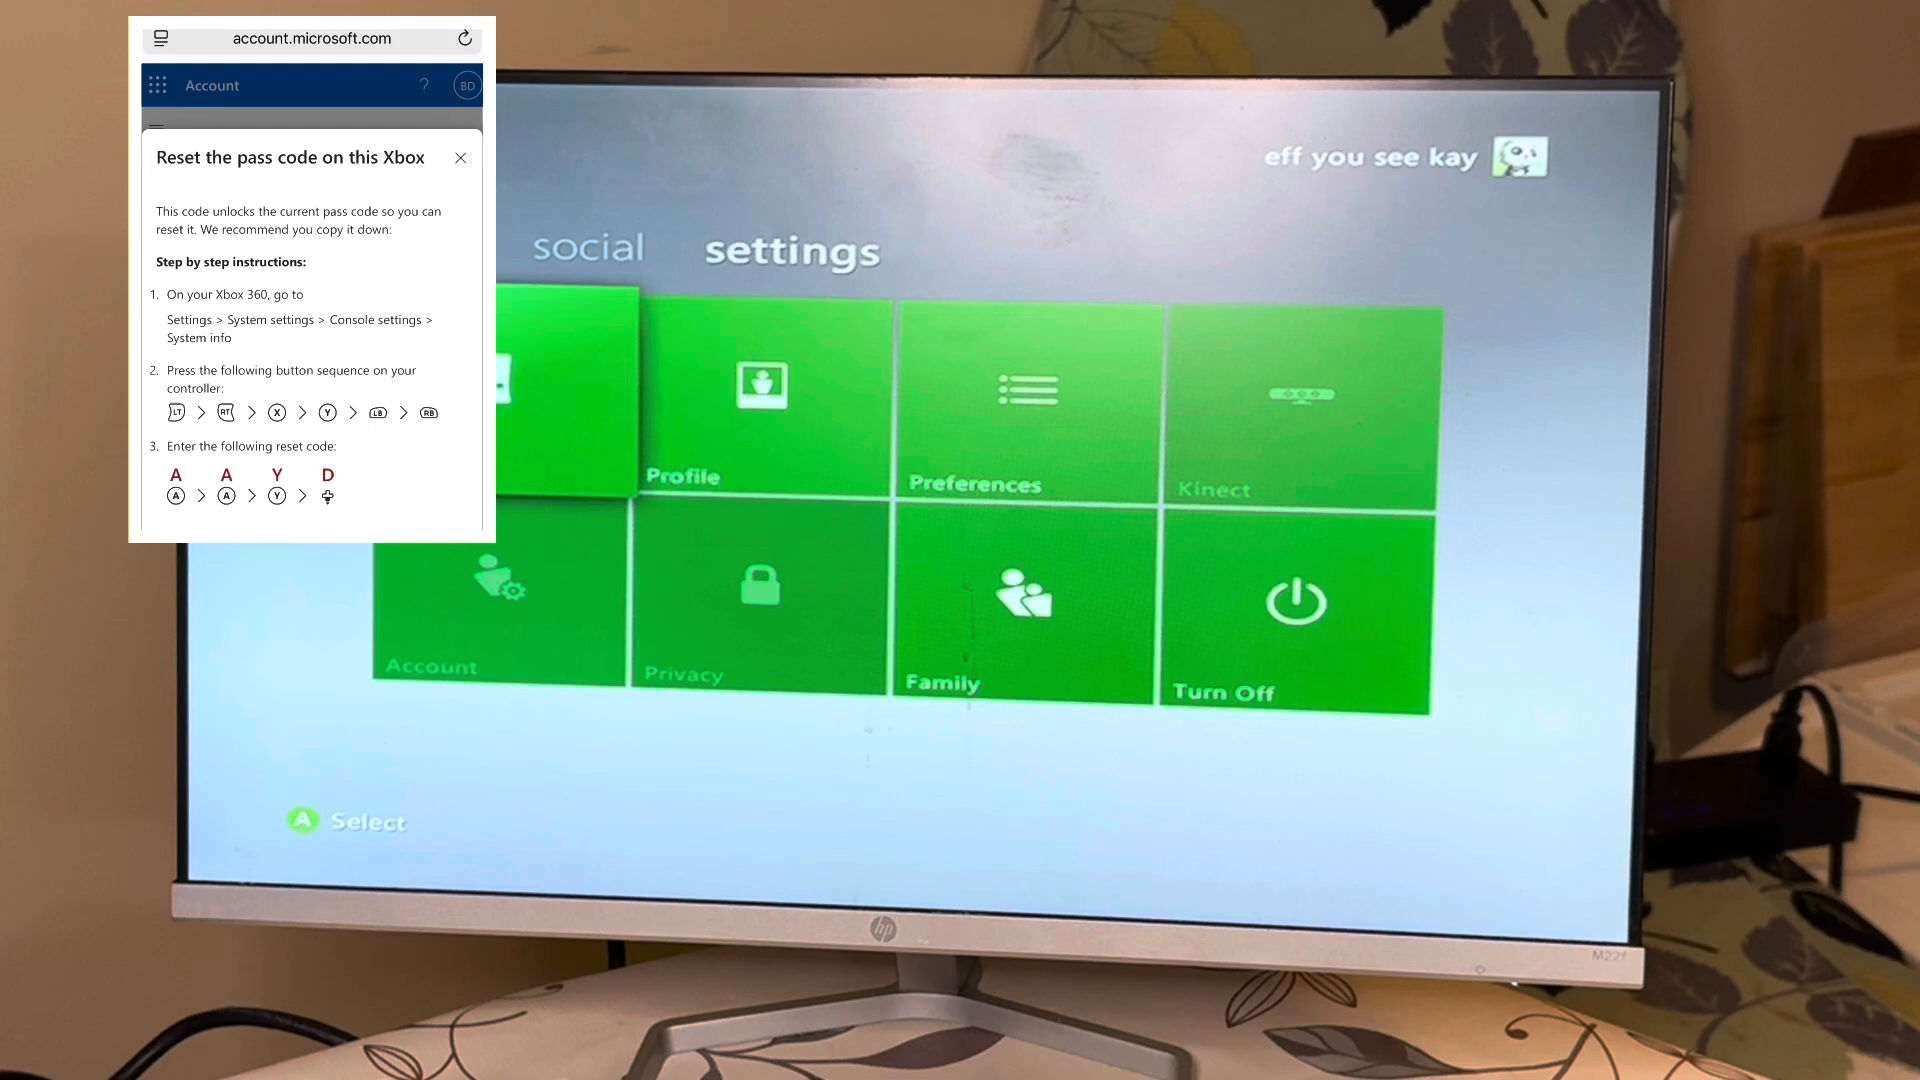 account.microsoft.com
Account
?
BD
Reset the pass code on this Xbox
This code unlocks the current pass code so you can
reset it. We recommend you copy it down:
Step by step instructions:
1. On your Xbox 360, go to
Settings > System settings > Console settings >
System info
2. Press the following button sequence on your
controller:
LT > RT > X > Y > LB > RB
3. Enter the following reset code:
A A Y D
A > A > Y >
eff you see kay
social settings
Profile
Preferences
Kinect
Account
Privacy
Family
Turn Off
A Select
hp
M22f